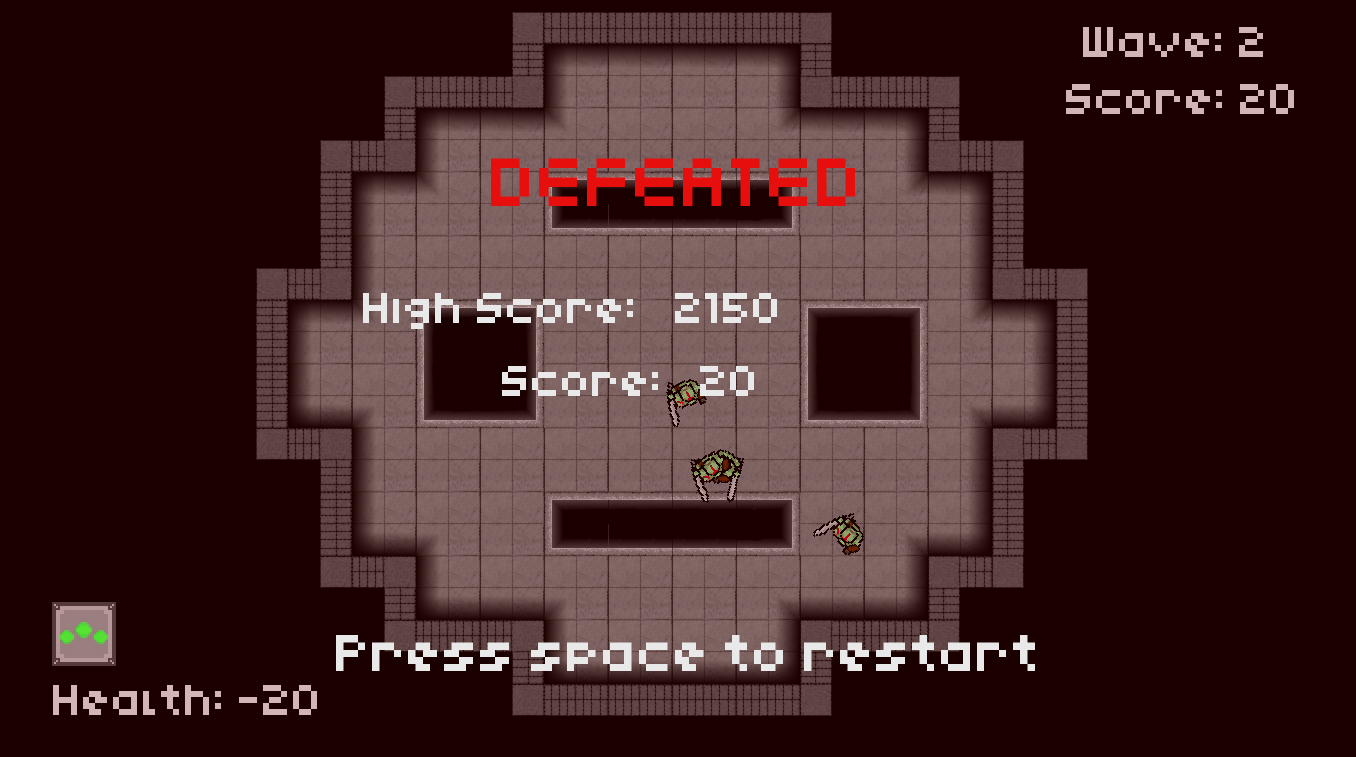 Wave: 2
Score: 20
DEFEATED
High Score: 2150
Score: 20
Press space to restart
Health: -20